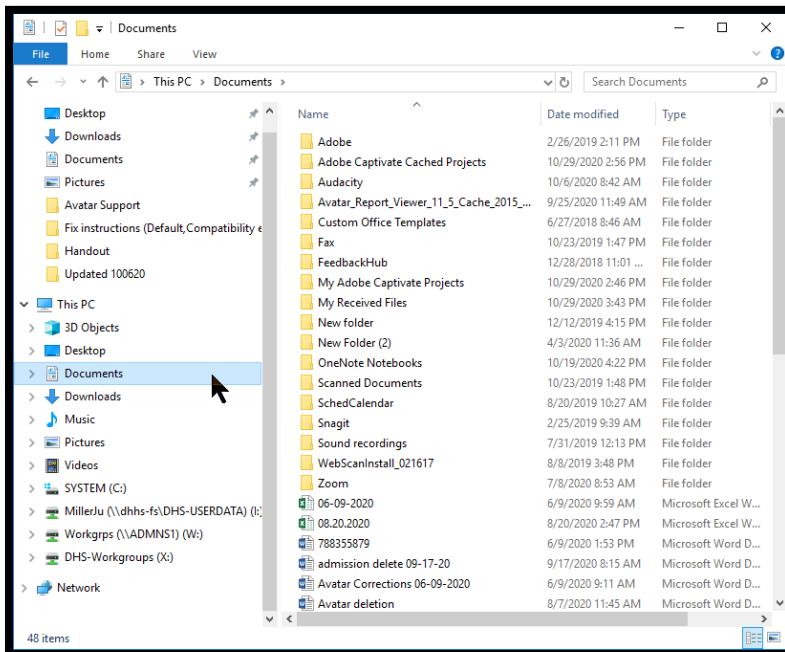 Documents
File Home Share View
This PC > Documents >
Search Documents
Desktop
Downloads
Documents
Pictures
Avatar Support
Fix instructions (Default,Compatibility e
Handout
Updated 100620
This PC
3D Objects
Desktop
Documents
Downloads
Music
Pictures
Videos
SYSTEM (C:)
MillerJu (\\dhhs-fs\DHS-USERDATA) (I:)
Workgrps (\\ADMNS1) (W:)
DHS-Workgroups (X:)
Network
Name Date modified Type
Adobe 2/26/2019 2:11 PM File folder
Adobe Captivate Cached Projects 10/29/2020 2:56 PM File folder
Audacity 10/6/2020 8:42 AM File folder
Avatar_Report_Viewer_11_5_Cache_2015_... 9/25/2020 11:49 AM File folder
Custom Office Templates 6/27/2018 8:46 AM File folder
Fax 10/23/2019 1:47 PM File folder
FeedbackHub 12/28/2018 11:01 ... File folder
My Adobe Captivate Projects 10/29/2020 2:46 PM File folder
My Received Files 10/29/2020 3:43 PM File folder
New folder 12/12/2019 4:15 PM File folder
New Folder (2) 4/3/2020 11:36 AM File folder
OneNote Notebooks 10/19/2020 4:22 PM File folder
Scanned Documents 10/23/2019 1:48 PM File folder
SchedCalendar 8/20/2019 10:27 AM File folder
Snagit 2/25/2019 9:39 AM File folder
Sound recordings 7/31/2019 12:13 PM File folder
WebScanInstall_021617 8/8/2019 3:48 PM File folder
Zoom 7/8/2020 8:53 AM File folder
06-09-2020 6/9/2020 9:59 AM Microsoft Excel W...
08.20.2020 8/20/2020 2:47 PM Microsoft Excel W...
788355879 6/9/2020 1:53 PM Microsoft Word D...
admission delete 09-17-20 9/17/2020 8:15 AM Microsoft Word D...
Avatar Corrections 06-09-2020 6/9/2020 9:11 AM Microsoft Word D...
Avatar deletion 8/7/2020 11:45 AM Microsoft Word D...
48 items